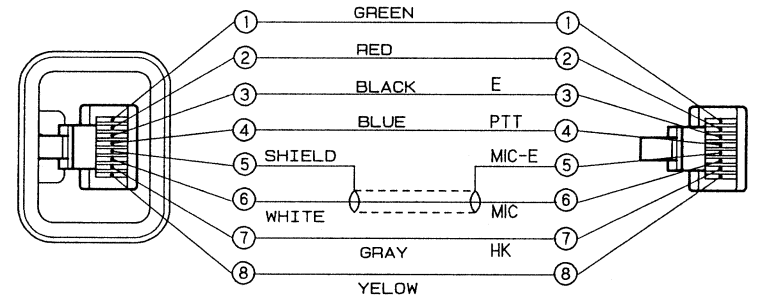 1 GREEN 1
2 RED 2
3 BLACK E 3
4 BLUE PTT 4
5 SHIELD MIC-E 5
6 WHITE MIC 6
7 GRAY HK 7
8 YELOW 8